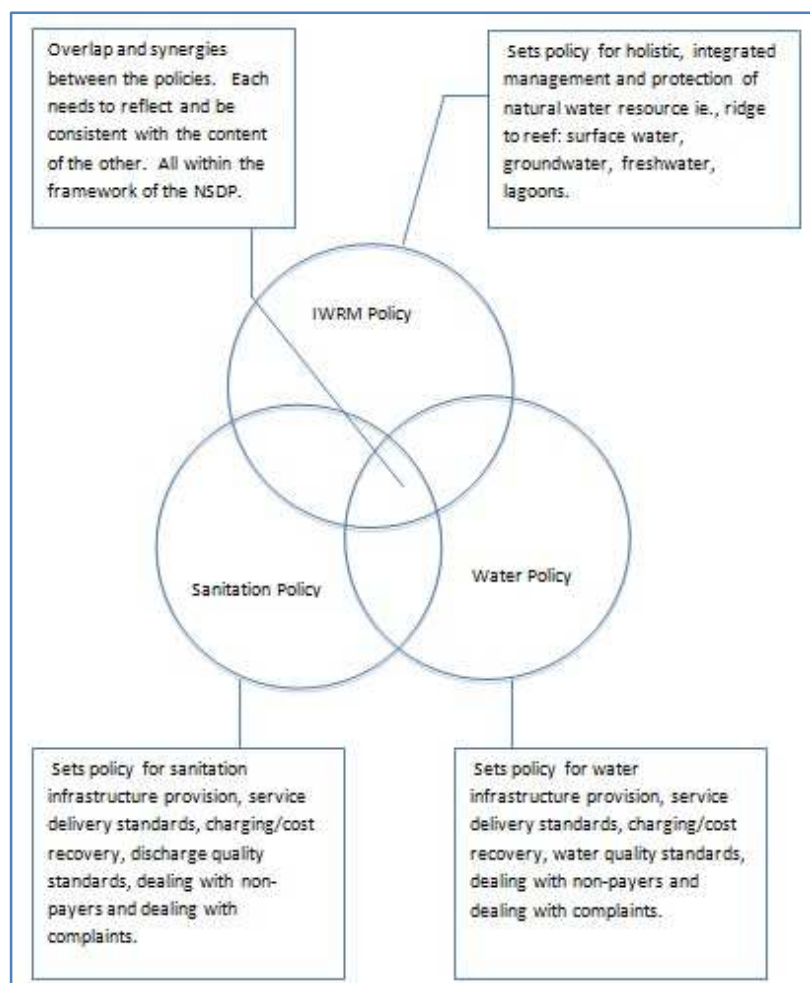 Overlap and synergies
between the policies. Each
needs to reflect and be
consistent with the content
of the other. All within the
framework of the NSDP.
Sets policy for holistic, integrated
management and protection of
natural water resource ie., ridge
to reef: surface water,
groundwater, freshwater,
lagoons.
IWRM Policy
Sanitation Policy
Water Policy
Sets policy for sanitation
infrastructure provision, service
delivery standards, charging/cost
recovery, discharge quality
standards, dealing with non-
payers and dealing with
complaints.
Sets policy for water
infrastructure provision, service
delivery standards, charging/cost
recovery, water quality standards,
dealing with non-payers and
dealing with complaints.